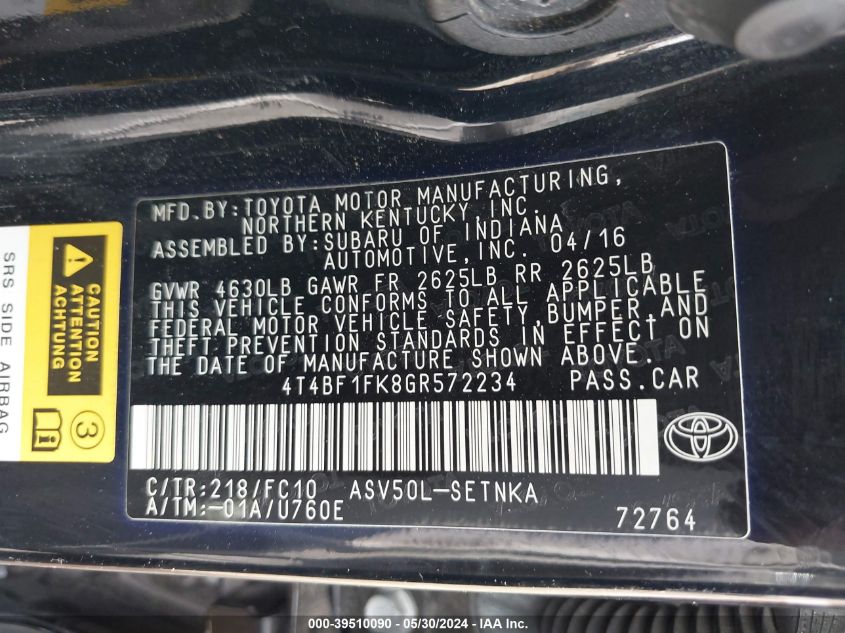 MFD.BY:TOYOTA MOTOR MANUFACTURING,
NORTHERN KENTUCKY,INC.
ASSEMBLED BY:SUBARU OF INDIANA
AUTOMOTIVE,INC. 04/16
GVWR 4630LB GAWR FR 2625LB RR 2625LB
THIS VEHICLE CONFORMS TO ALL APPLICABLE
FEDERAL MOTOR VEHICLE SAFETY,BUMPER,AND
THEFT PREVENTION STANDARDS IN EFFECT ON
THE DATE OF MANUFACTURE SHOWN ABOVE.
4T4BF1FK8GR572234 PASS.CAR
C/TR:218/FC10 ASV50L-SETNKA
A/TM:-01A/U760E
72764
CAUTION
ATTENTION
ACHTUNG
3
SRS SIDE AIRBAG
000-39510090 - 05/30/2024 - IAA Inc.